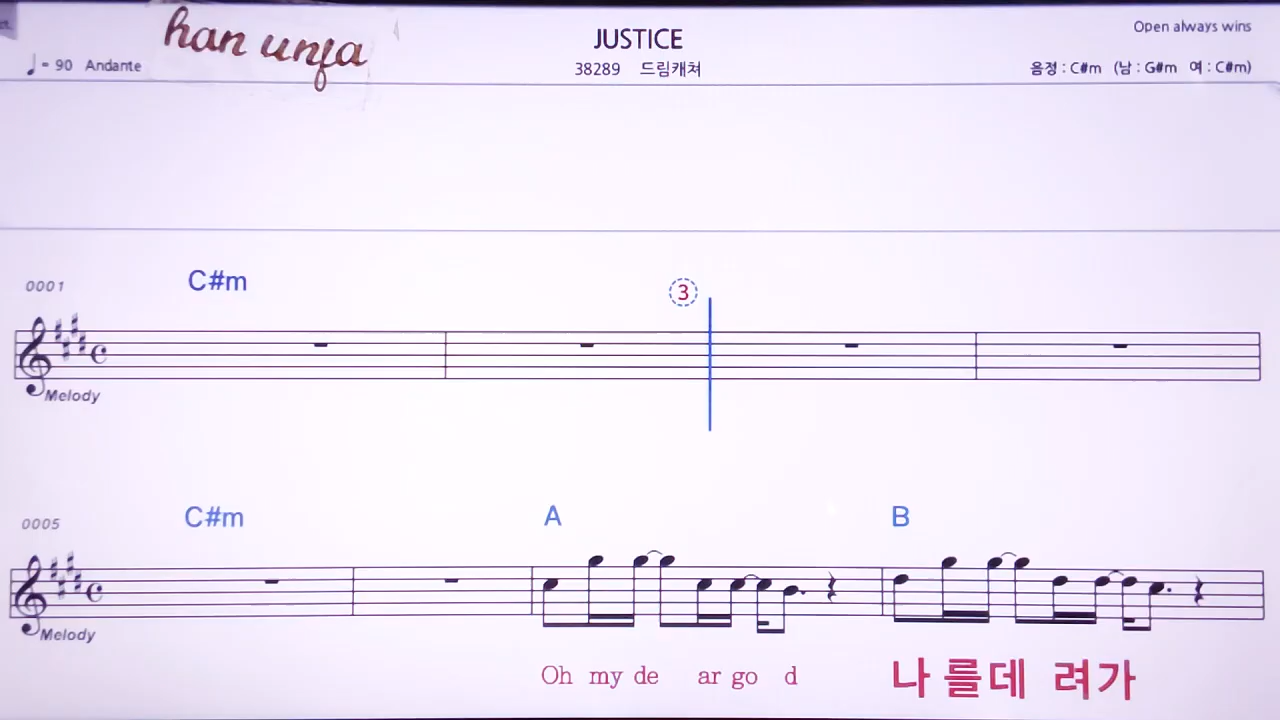 han unfa
JUSTICE
Open always wins
= 90 Andante
38289 드림캐쳐
음정 : C#m (남 : G#m 여 : C#m)
0001
C#m
3
Melody
0005
C#m A B
Melody
Oh my de ar go d 나 를데 려가